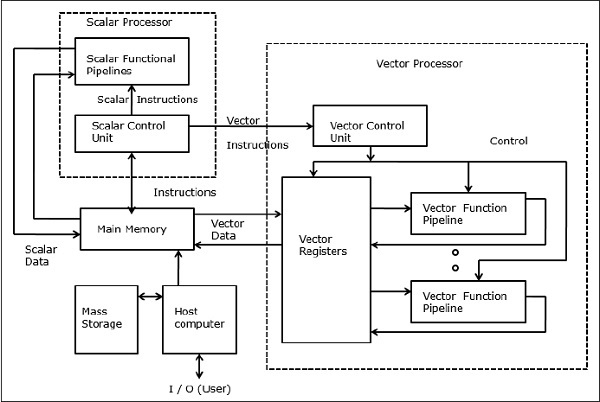 Scalar Processor
Scalar Functional
Pipelines
Scalar Instructions
Scalar Control
Unit
Vector
Instructions
Vector Processor
Vector Control
Unit
Control
Instructions
Main Memory
Vector
Data
Scalar
Data
Vector
Registers
Vector Function
Pipeline
Vector Function
Pipeline
Mass
Storage
Host
computer
I / O (User)